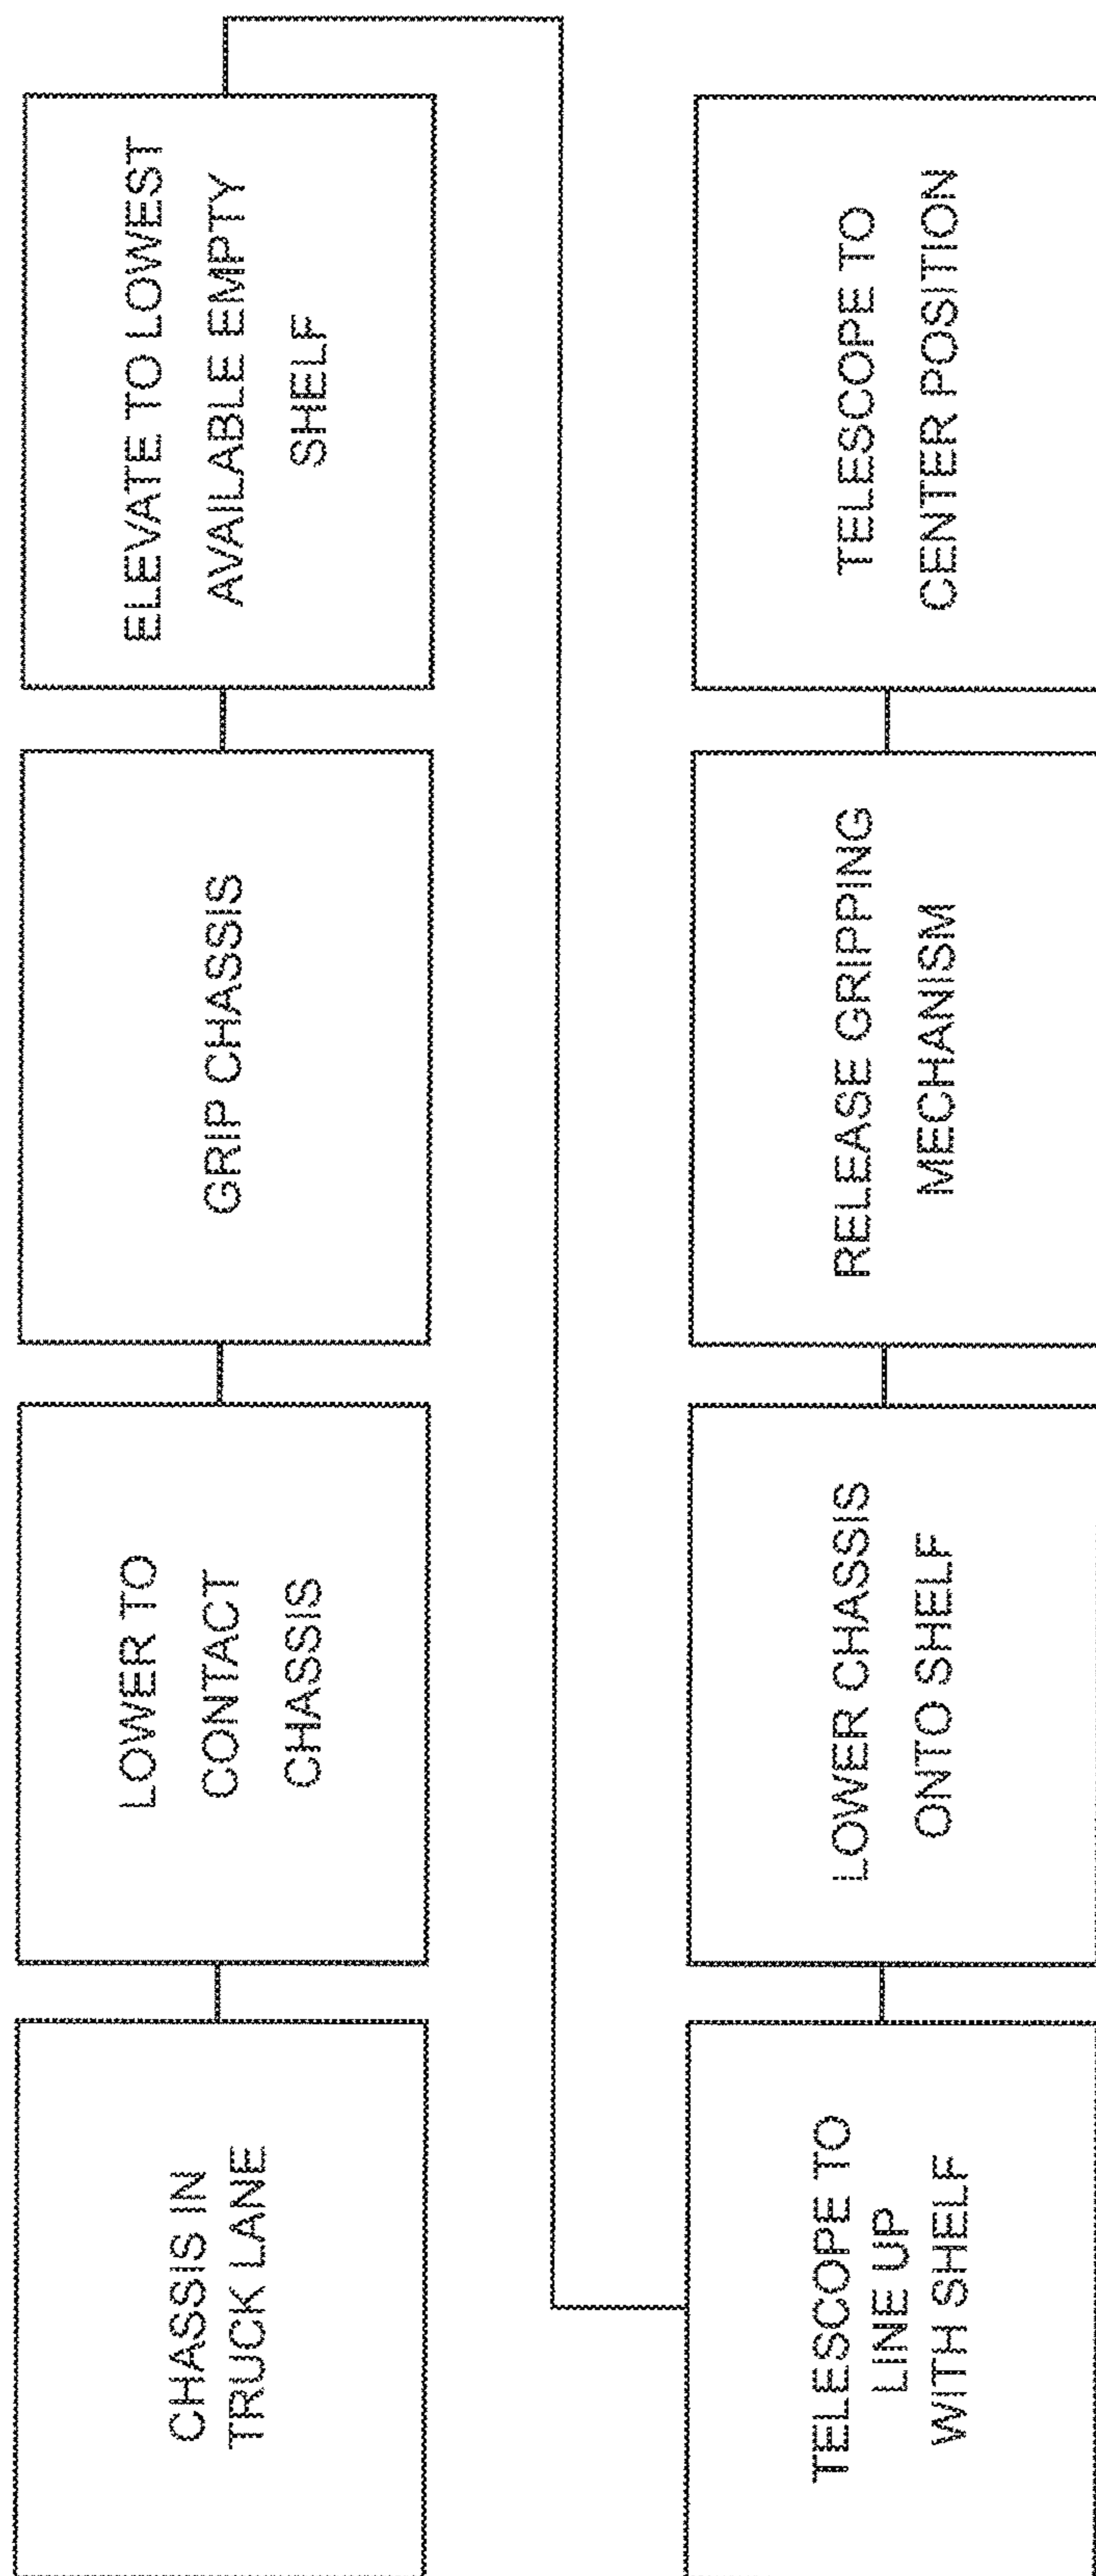 CHASSIS IN
TRUCK LANE
LOWER TO
CONTACT
CHASSIS
GRIP CHASSIS
ELEVATE TO LOWEST
AVAILABLE EMPTY
SHELF
TELESCOPE TO
LINE UP
WITH SHELF
LOWER CHASSIS
ONTO SHELF
RELEASE GRIPPING
MECHANISM
TELESCOPE TO
CENTER POSITION